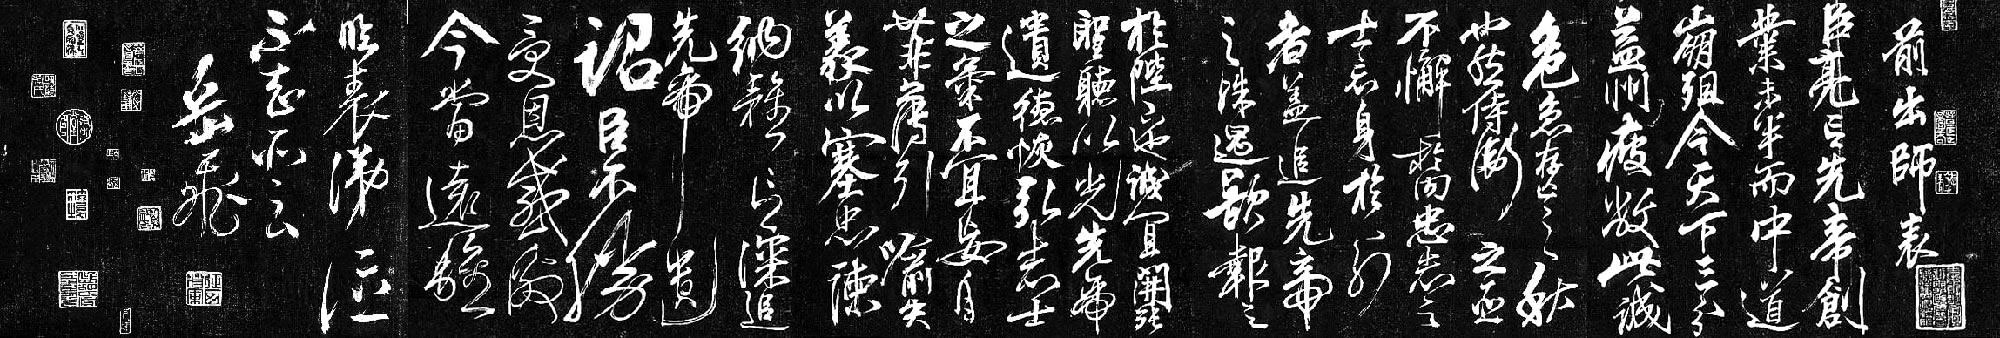 前出師表
臣亮言先帝創
業未半而中道
崩殂今天下三分
益州疲敝此誠
危急存亡之秋
也然侍衛之臣
不懈於內忠志之
士忘身於外
者蓋追先帝
之殊遇欲報之
於陛下誠宜開張
聖聽以光先帝
遺德恢弘志士
之氣不宜妄自
菲薄引喻失
義以塞忠諫
納雅言深追
先帝遺
詔臣不勝
受恩感激
今當遠離
臨表涕泣
不知所云
岳飛